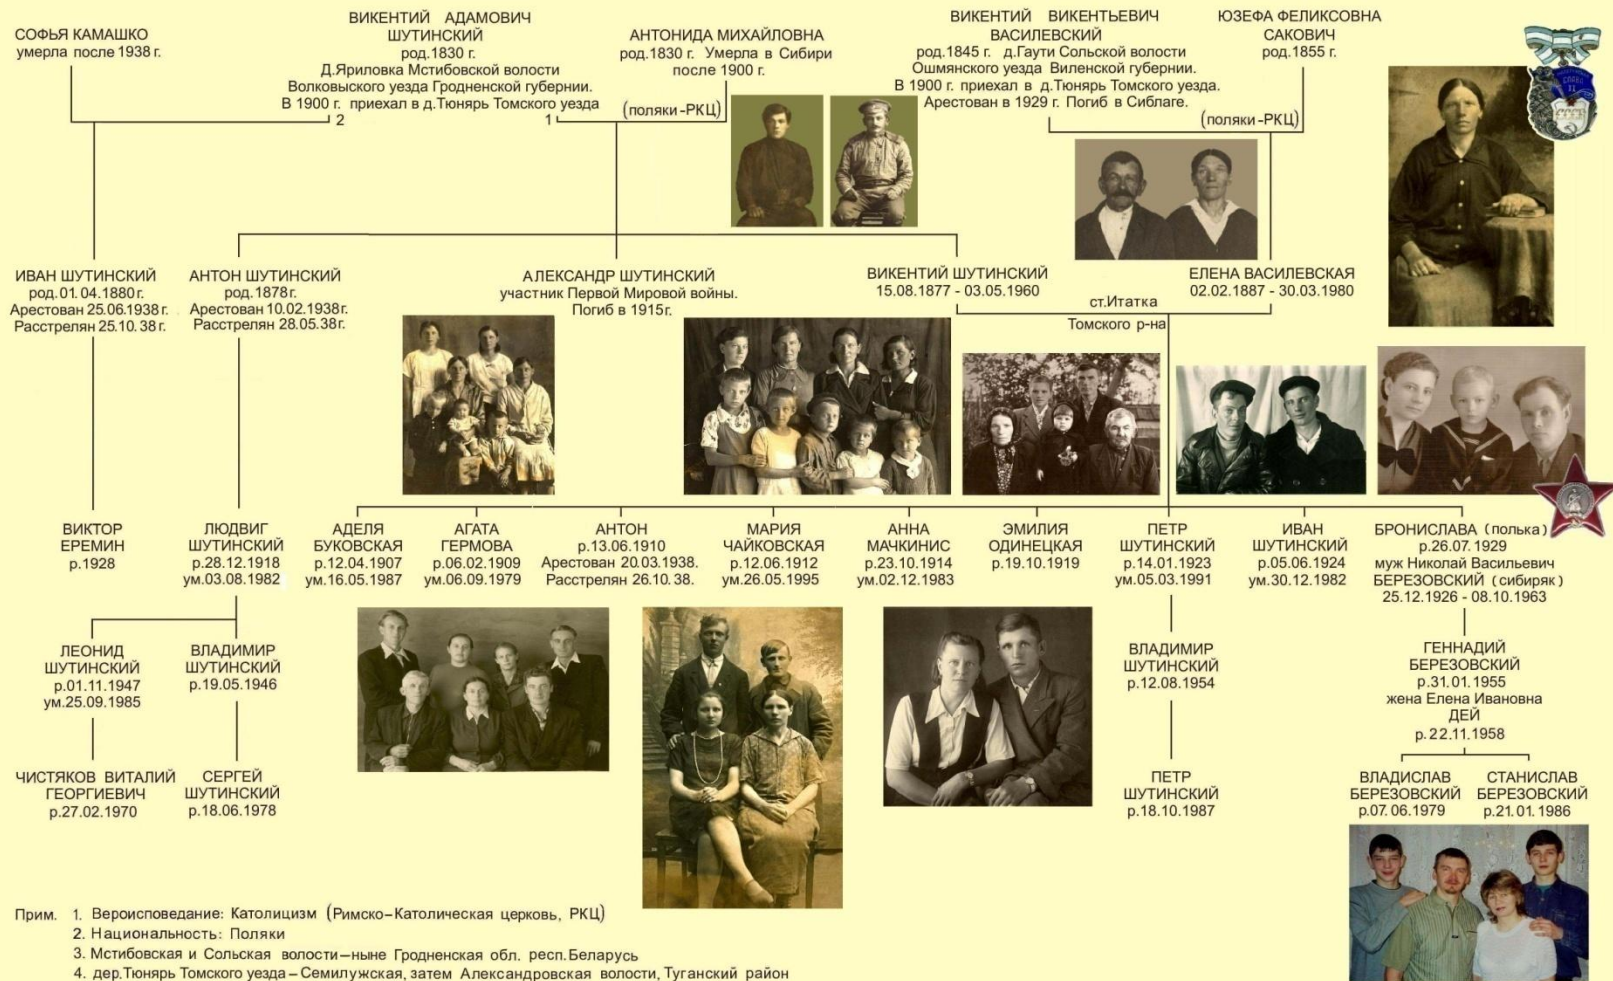 СОФЬЯ КАМАШКО
умерла после 1938 г.
ВИКЕНТИЙ АДАМОВИЧ
ШУТИНСКИЙ
род.1830 г.
Д.Яриловка Мстибовской волости
Волковыского уезда Гродненской губернии.
В 1900 г. приехал в д.Тюнярь Томского уезда
2
1
АНТОНИДА МИХАЙЛОВНА
род.1830 г. Умерла в Сибири
после 1900 г.
(поляки-РКЦ)
ВИКЕНТИЙ ВИКЕНТЬЕВИЧ
ВАСИЛЕВСКИЙ
род.1845 г. д.Гаути Сольской волости
Ошмянского уезда Виленской губернии.
В 1900 г. приехал в д.Тюнярь Томского уезда.
Арестован в 1929 г. Погиб в Сиблаге.
ЮЗЕФА ФЕЛИКСОВНА
САКОВИЧ
род.1855 г.
(поляки-РКЦ)
ИВАН ШУТИНСКИЙ
род.01.04.1880г.
Арестован 25.06.1938г.
Расстрелян 25.10.38г.
АНТОН ШУТИНСКИЙ
род.1878г.
Арестован 10.02.1938г.
Расстрелян 28.05.38г.
АЛЕКСАНДР ШУТИНСКИЙ
участник Первой Мировой войны.
Погиб в 1915г.
ВИКЕНТИЙ ШУТИНСКИЙ
15.08.1877 - 03.05.1960
ст.Итатка
Томского р-на
ЕЛЕНА ВАСИЛЕВСКАЯ
02.02.1887 - 30.03.1980
ВИКТОР
ЕРЕМИН
р.1928
ЛЮДВИГ
ШУТИНСКИЙ
р.28.12.1918
ум.03.08.1982
АДЕЛЯ
БУКОВСКАЯ
р.12.04.1907
ум.16.05.1987
АГАТА
ГЕРМОВА
р.06.02.1909
ум.06.09.1979
АНТОН
р.13.06.1910
Арестован 20.03.1938.
Расстрелян 26.10.38.
МАРИЯ
ЧАЙКОВСКАЯ
р.12.06.1912
ум.26.05.1995
АННА
МАЧКИНИС
р.23.10.1914
ум.02.12.1983
ЭМИЛИЯ
ОДИНЕЦКАЯ
р.19.10.1919
ПЕТР
ШУТИНСКИЙ
р.14.01.1923
ум.05.03.1991
ИВАН
ШУТИНСКИЙ
р.05.06.1924
ум.30.12.1982
БРОНИСЛАВА (полька)
р.26.07.1929
муж Николай Васильевич
БЕРЕЗОВСКИЙ (сибиряк)
25.12.1926 - 08.10.1963
ЛЕОНИД
ШУТИНСКИЙ
р.01.11.1947
ум.25.09.1985
ВЛАДИМИР
ШУТИНСКИЙ
р.19.05.1946
ВЛАДИМИР
ШУТИНСКИЙ
р.12.08.1954
ГЕННАДИЙ
БЕРЕЗОВСКИЙ
р.31.01.1955
жена Елена Ивановна
ДЕЙ
р.22.11.1958
ЧИСТЯКОВ ВИТАЛИЙ
ГЕОРГИЕВИЧ
р.27.02.1970
СЕРГЕЙ
ШУТИНСКИЙ
р.18.06.1978
ПЕТР
ШУТИНСКИЙ
р.18.10.1987
ВЛАДИСЛАВ
БЕРЕЗОВСКИЙ
р.07.06.1979
СТАНИСЛАВ
БЕРЕЗОВСКИЙ
р.21.01.1986
Прим. 1. Вероисповедание: Католицизм (Римско-Католическая церковь, РКЦ)
2. Национальность: Поляки
3. Мстибовская и Сольская волости—ныне Гродненская обл. респ.Беларусь
4. дер.Тюнярь Томского уезда – Семилужская, затем Александровская волости, Туганский район